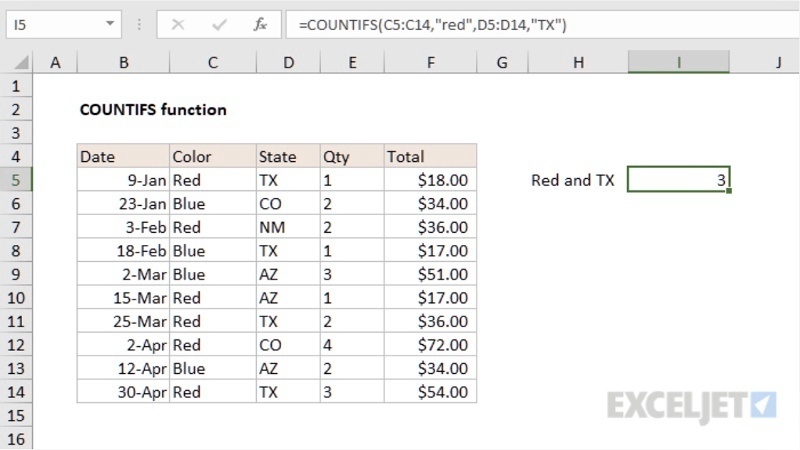 I5 fx =COUNTIFS(C5:C14,"red",D5:D14,"TX")
A B C D E F G H I J
1
2 COUNTIFS function
3
4 Date Color State Qty Total
5 9-Jan Red TX 1 $18.00 Red and TX 3
6 23-Jan Blue CO 2 $34.00
7 3-Feb Red NM 2 $36.00
8 18-Feb Blue TX 1 $17.00
9 2-Mar Blue AZ 3 $51.00
10 15-Mar Red AZ 1 $17.00
11 25-Mar Red TX 2 $36.00
12 2-Apr Red CO 4 $72.00
13 12-Apr Blue AZ 2 $34.00
14 30-Apr Red TX 3 $54.00
15
16
EXCELJET